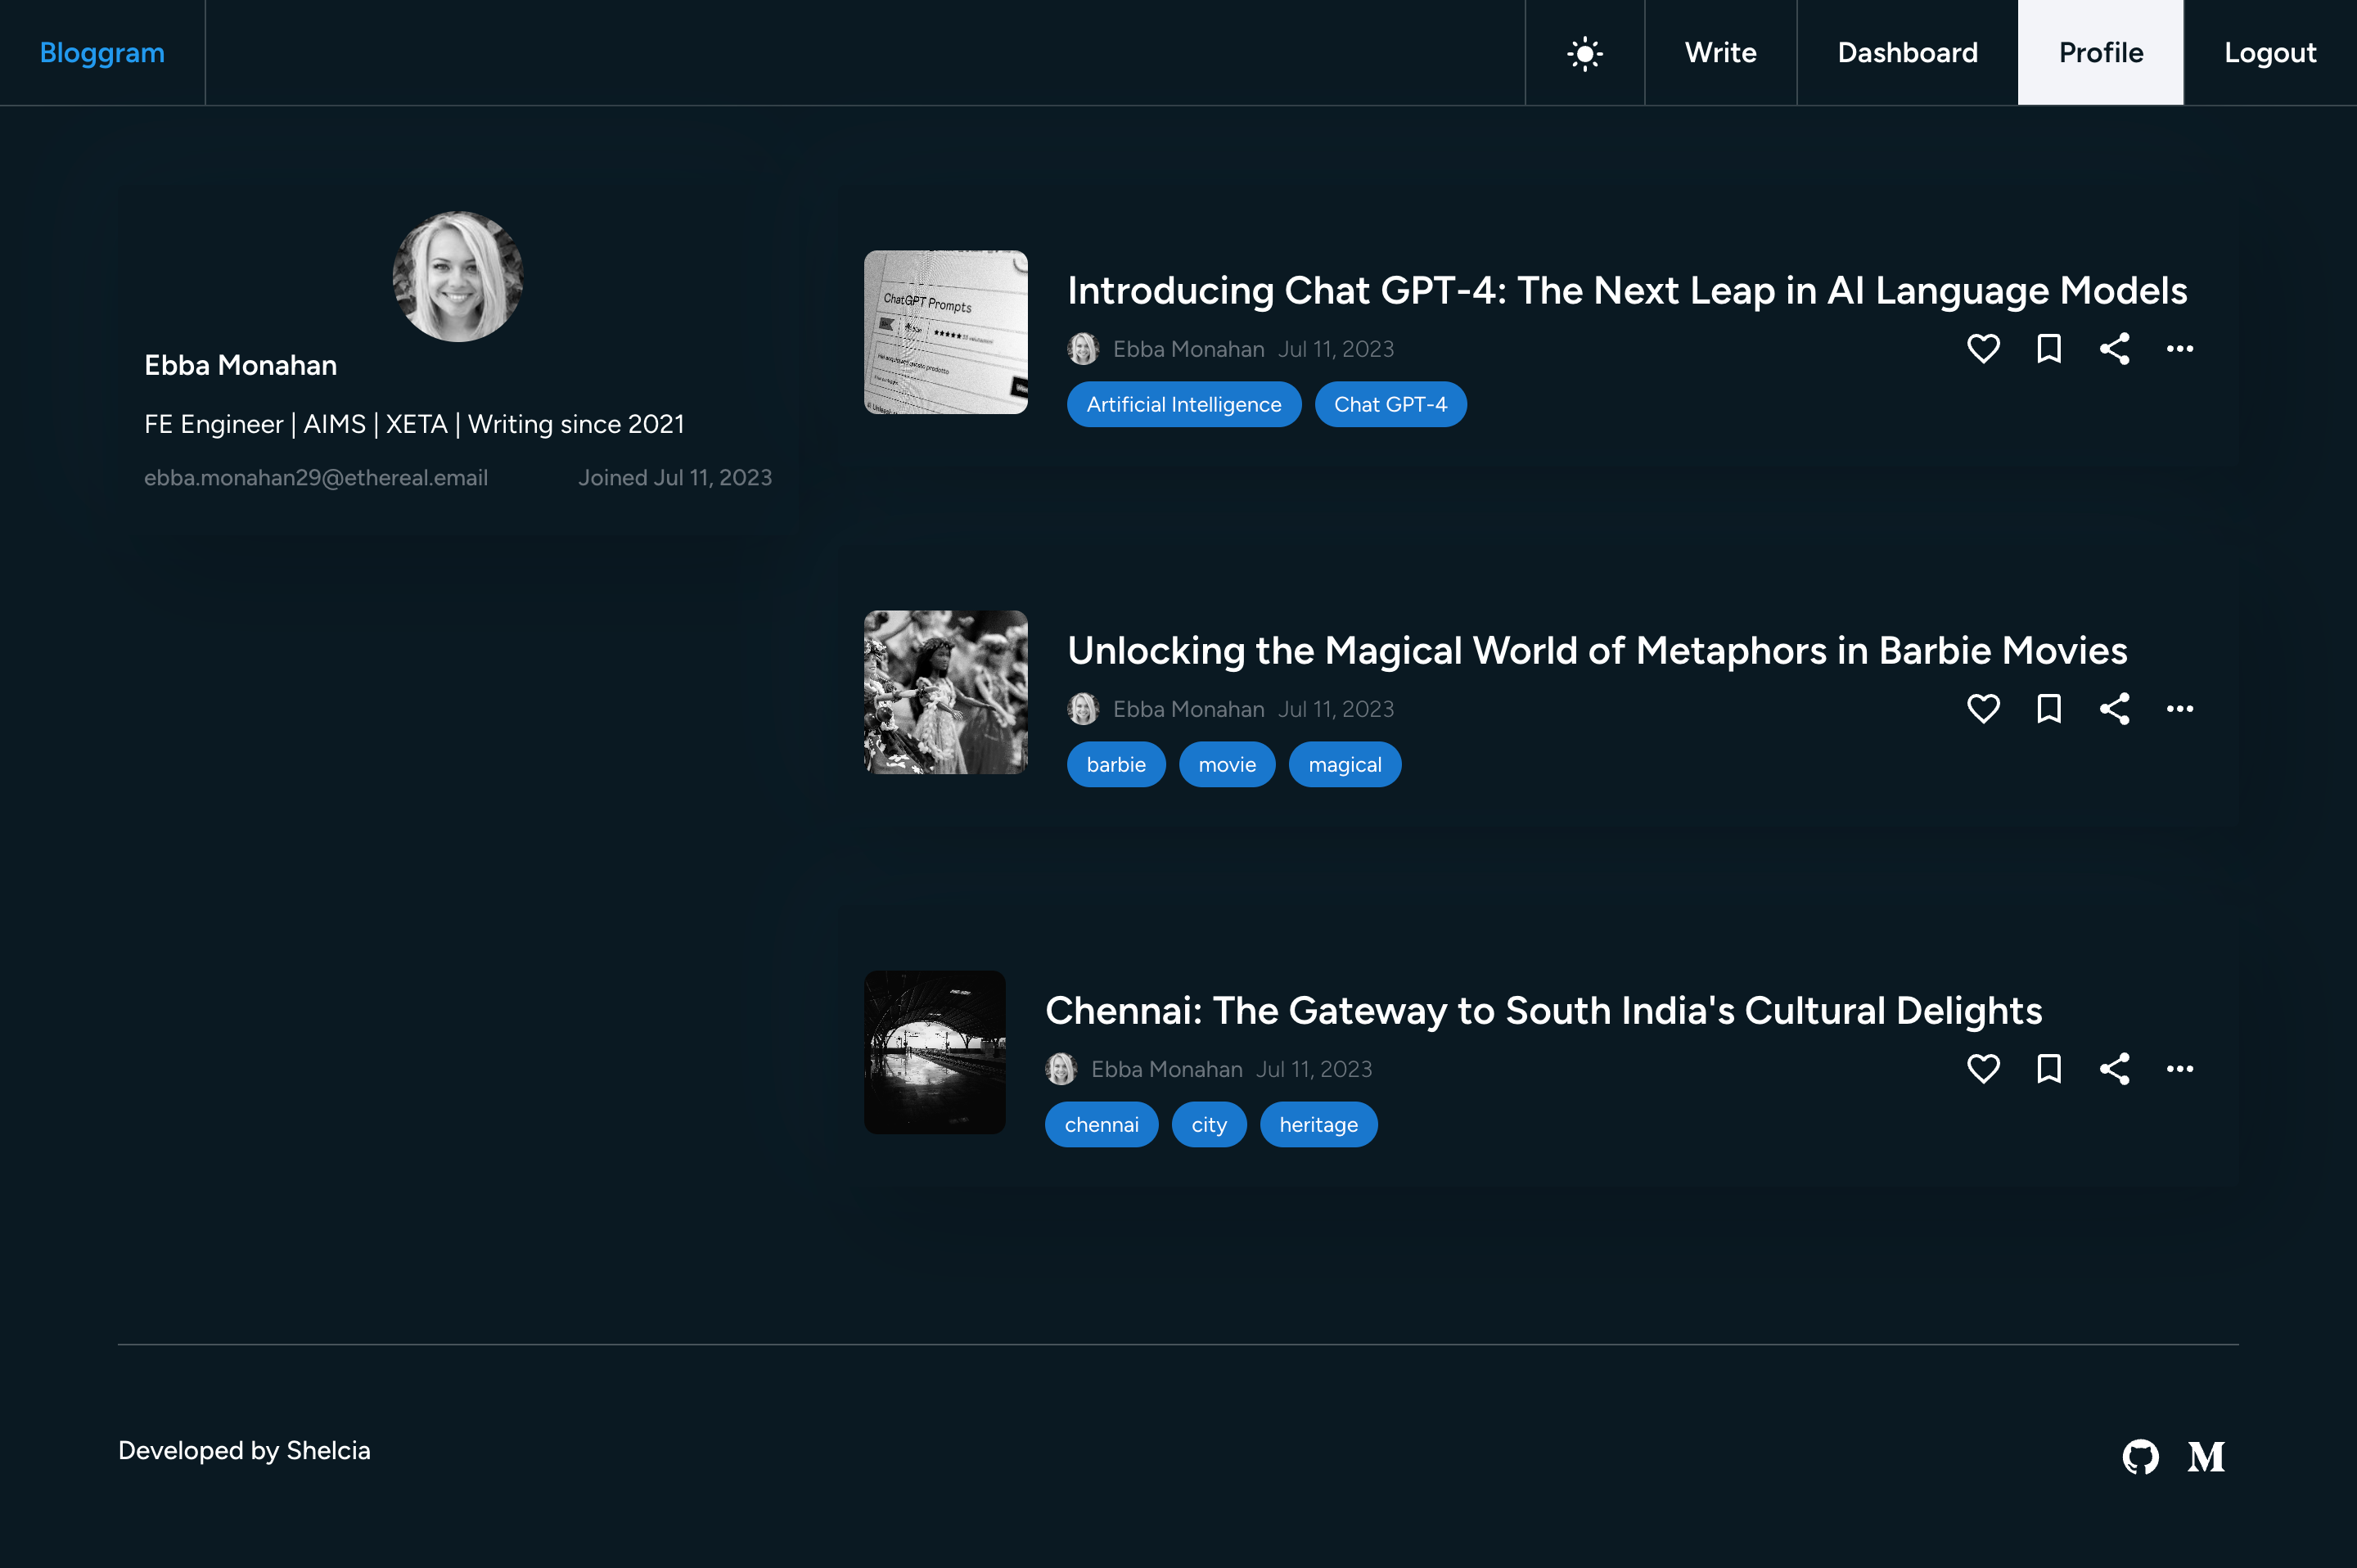 Bloggram
Write
Dashboard
Profile
Logout
Ebba Monahan
FE Engineer | AIMS | XETA | Writing since 2021
ebba.monahan29@ethereal.email
Joined Jul 11, 2023
ChatGPT Prompts
Introducing Chat GPT-4: The Next Leap in AI Language Models
Ebba Monahan Jul 11, 2023
Artificial Intelligence
Chat GPT-4
Unlocking the Magical World of Metaphors in Barbie Movies
Ebba Monahan Jul 11, 2023
barbie
movie
magical
Chennai: The Gateway to South India's Cultural Delights
Ebba Monahan Jul 11, 2023
chennai
city
heritage
Developed by Shelcia